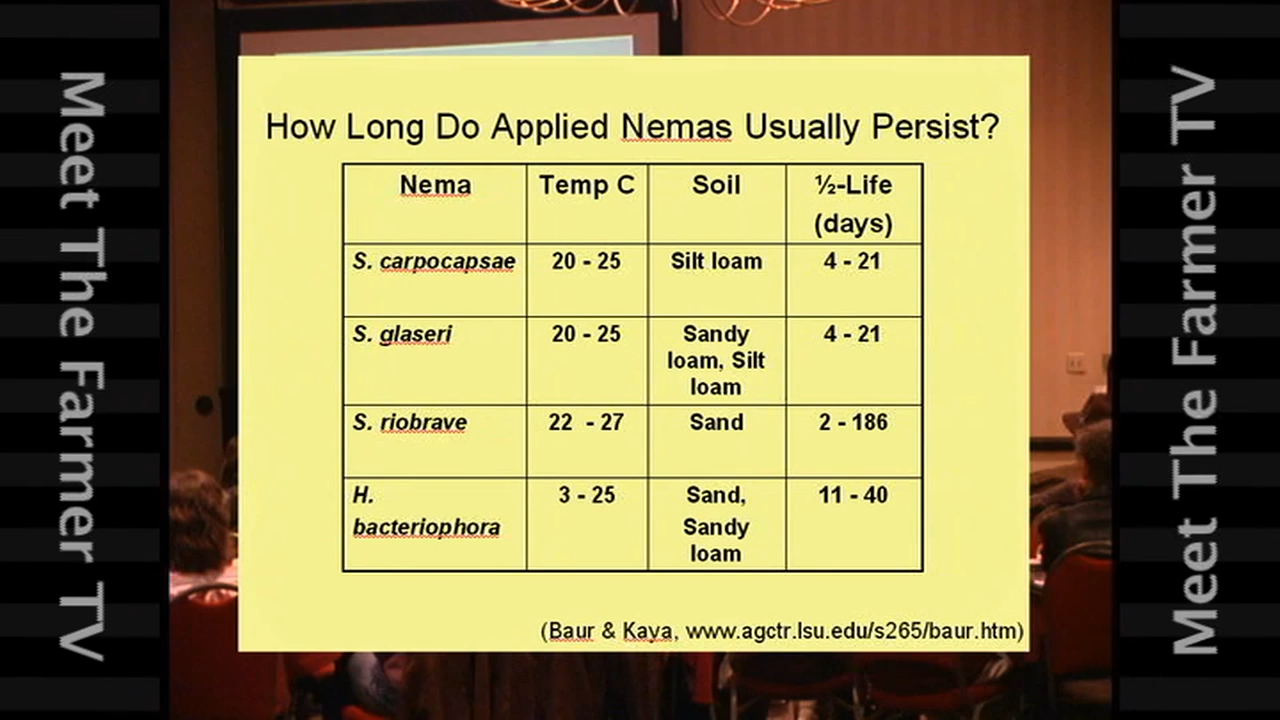 Meet The Farmer TV
How Long Do Applied Nemas Usually Persist?
Nema Temp C Soil ½-Life
(days)
S. carpocapsae 20 - 25 Silt loam 4 - 21
S. glaseri 20 - 25 Sandy
loam, Silt
loam 4 - 21
S. riobrave 22 - 27 Sand 2 - 186
H.
bacteriophora 3 - 25 Sand,
Sandy
loam 11 - 40
(Baur & Kaya, www.agctr.lsu.edu/s265/baur.htm)
Meet The Farmer TV